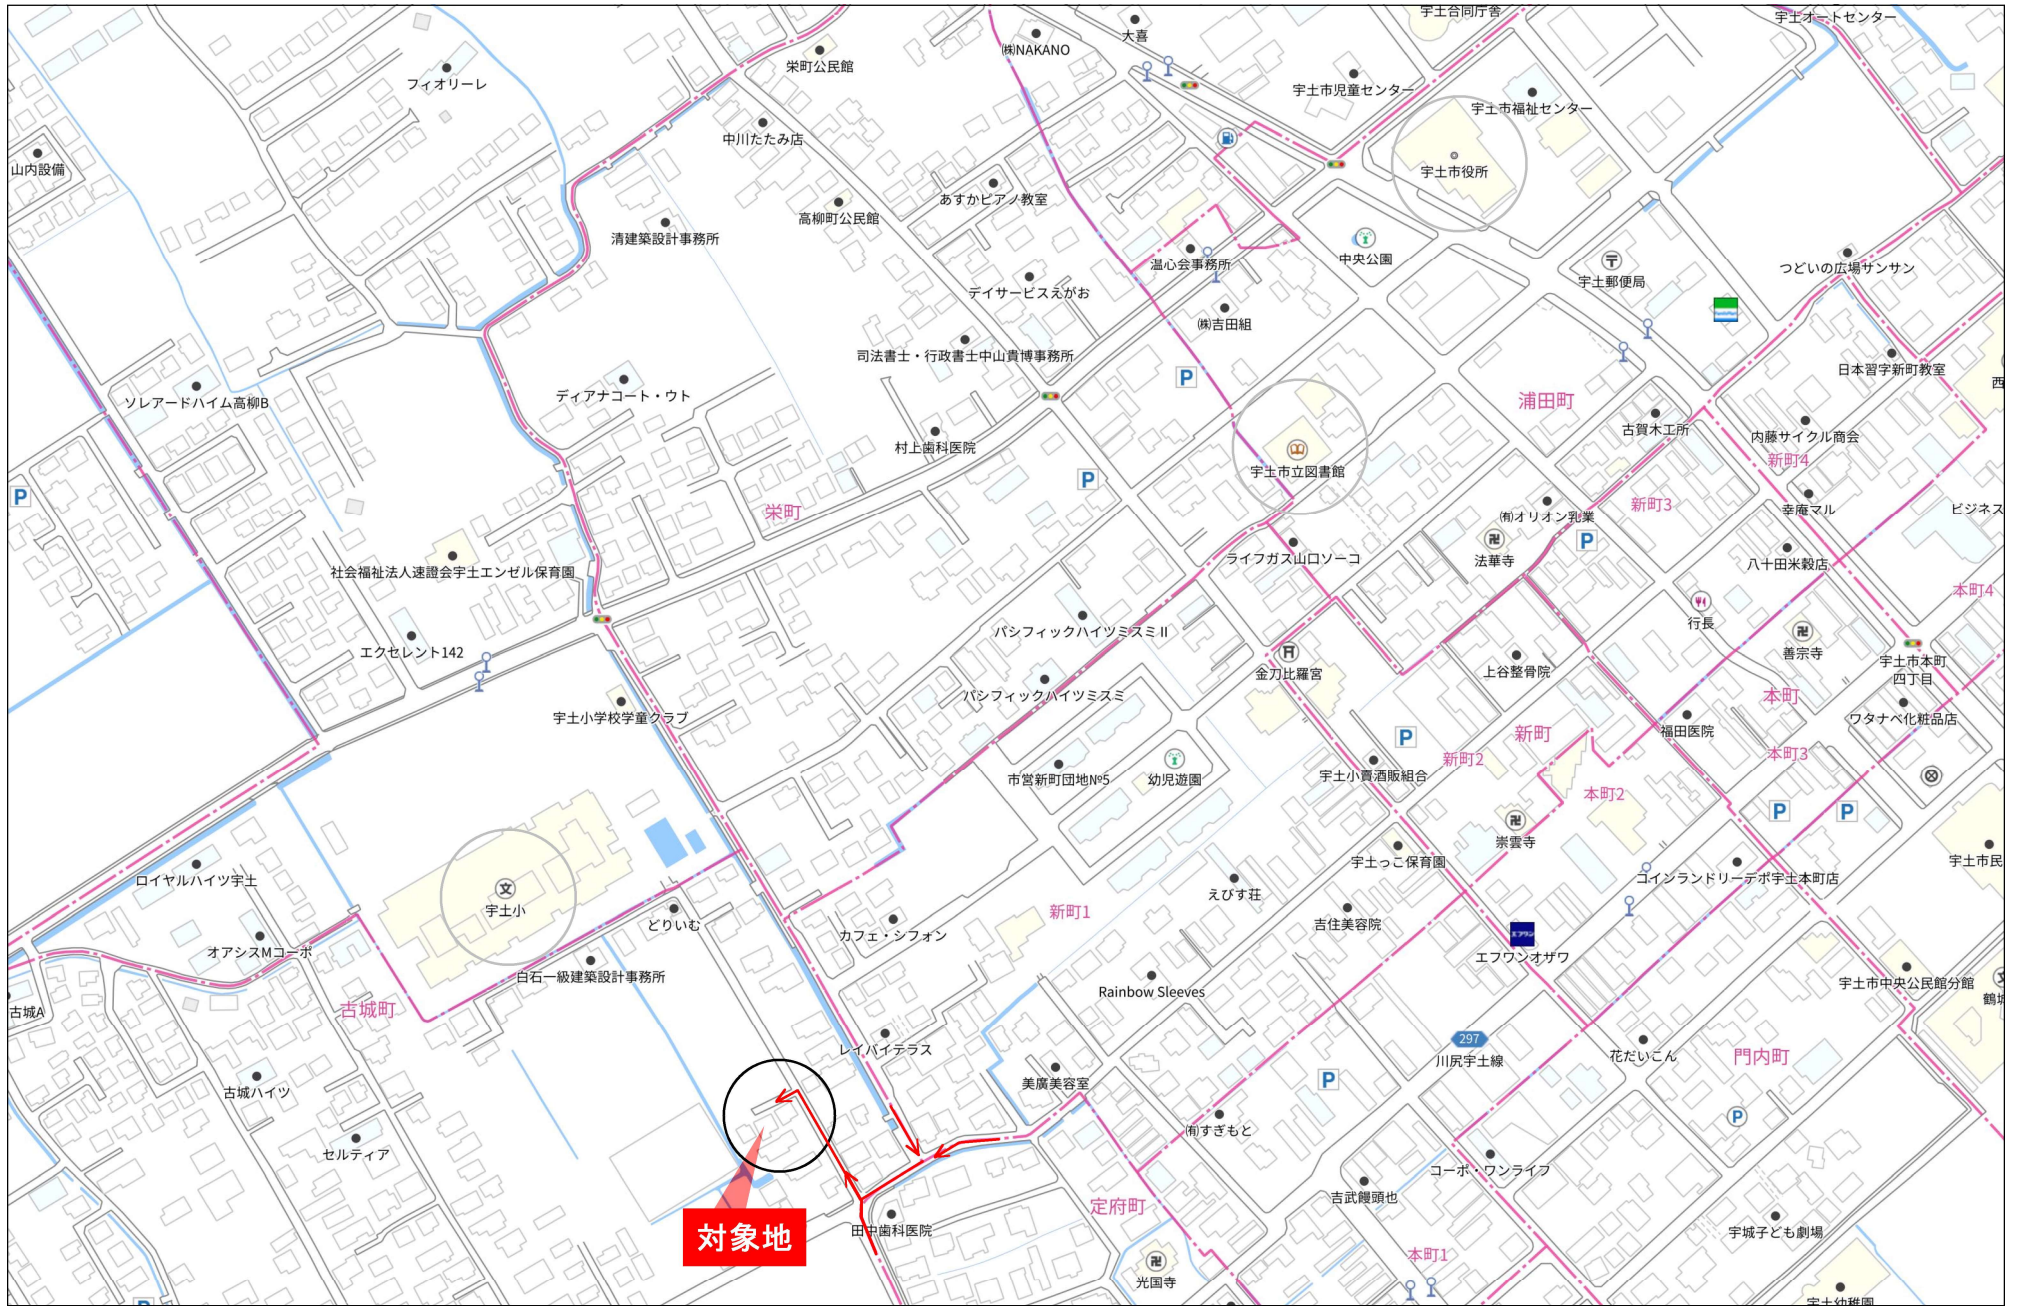 宇土合同庁舎
宇土オートセンター
大喜
㈱NAKANO
栄町公民館
フィオリーレ
宇土市児童センター
宇土市福祉センター
中川たたみ店
山内設備
宇土市役所
あすかピアノ教室
高柳町公民館
清建築設計事務所
中央公園
温心会事務所
つどいの広場サンサン
〒
宇土郵便局
デイサービスえがお
FamilyMart
㈱吉田組
司法書士・行政書士中山貴博事務所
日本習字新町教室
P
西
ディアナコート・ウト
ソレアードハイム高柳B
浦田町
古賀木工所
内藤サイクル商会
村上歯科医院
新町4
宇土市立図書館
P
P
栄町
新町3
幸庵マル
ビジネス
㈲オリオン乳業
P
卍
法華寺
ライフガス山口ソーコ
八十田米穀店
社会福祉法人速證会宇土エンゼル保育園
本町4
行長
パシフィックハイツミスミⅡ
卍
善宗寺
エクセレント142
宇土市本町
四丁目
金刀比羅宮
上谷整骨院
パシフィックハイツミスミ
本町
宇土小学校学童クラブ
ワタナベ化粧品店
福田医院
P
新町
新町2
本町3
市営新町団地№5
幼児遊園
宇土小賣酒販組合
本町2
P
P
卍
崇雲寺
宇土っこ保育園
宇土市民
ロイヤルハイツ宇土
コインランドリーデポ宇土本町店
文
宇土小
えびす荘
新町1
どりいむ
カフェ・シフォン
吉住美容院
エフワン
エフワンオザワ
オアシスMコーポ
白石一級建築設計事務所
Rainbow Sleeves
宇土市中央公民館分館
文
鶴城
古城A
古城町
297
川尻宇土線
レイバイテラス
花だいこん
門内町
美廣美容室
P
古城ハイツ
P
㈲すぎもと
セルティア
コーポ・ワンライフ
吉武饅頭也
定府町
対象地
田中歯科医院
宇城子ども劇場
本町1
卍
光国寺
P
宇土幼稚園